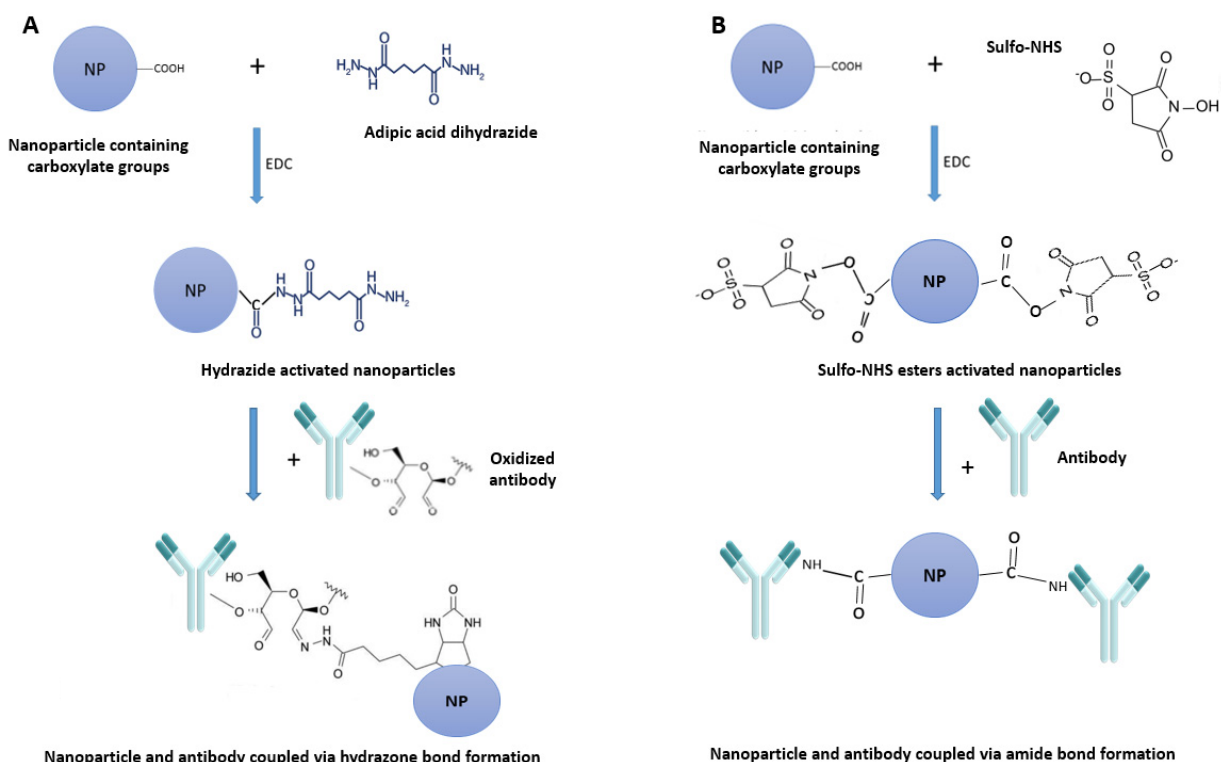 A
NP
COOH
+
H₂N
N
H
O
O
H
N
NH₂
Adipic acid dihydrazide
Nanoparticle containing
carboxylate groups
EDC
NP
C
O
H
N
N
H
O
O
H
N
N
H
NH₂
Hydrazide activated nanoparticles
+
HO
O
O
O
O
O
Oxidized
antibody
HO
O
O
O
O
N
H
N
O
O
HN
NH
NP
Nanoparticle and antibody coupled via hydrazone bond formation
B
NP
COOH
+
Sulfo-NHS
-O
S
O
O
O
N
OH
O
Nanoparticle containing
carboxylate groups
EDC
-O
S
O
O
O
N
O
O
C
O
NP
O
C
O
N
O
O
S
O
O
O-
Sulfo-NHS esters activated nanoparticles
+
Antibody
NH
C
O
NP
O
C
NH
Nanoparticle and antibody coupled via amide bond formation